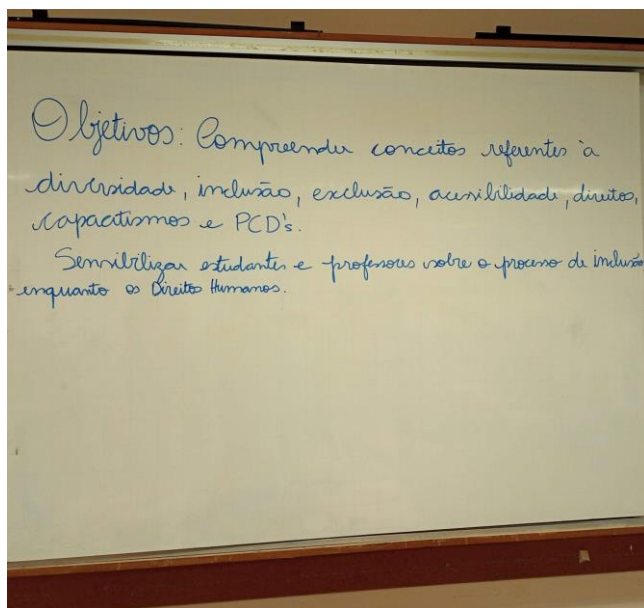 Objetivos: Compreender conceitos referentes à
diversidade, inclusão, exclusão, acessibilidade, direitos,
capacitismos e PCD's.
Sensibilizar estudantes e professores sobre o processo de inclusão
enquanto os Direitos Humanos.